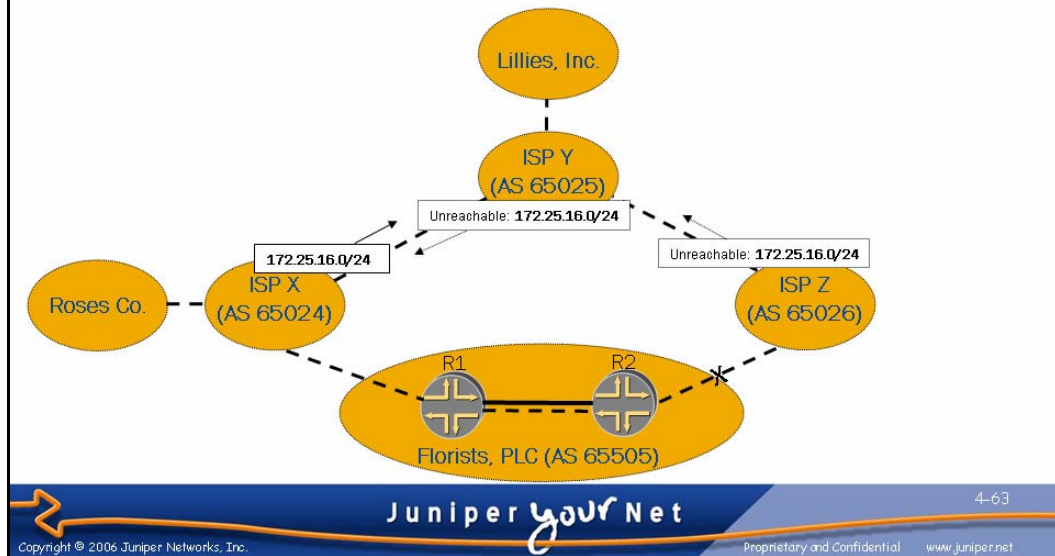 Lillies, Inc.
ISP Y
(AS 65025)
Unreachable: 172.25.16.0/24
172.25.16.0/24
Unreachable: 172.25.16.0/24
Roses Co.
ISP X
(AS 65024)
ISP Z
(AS 65026)
R1
R2
Florists, PLC (AS 65505)
Juniper your Net
4-63
Copyright © 2006 Juniper Networks, Inc.
Proprietary and Confidential
www.juniper.net